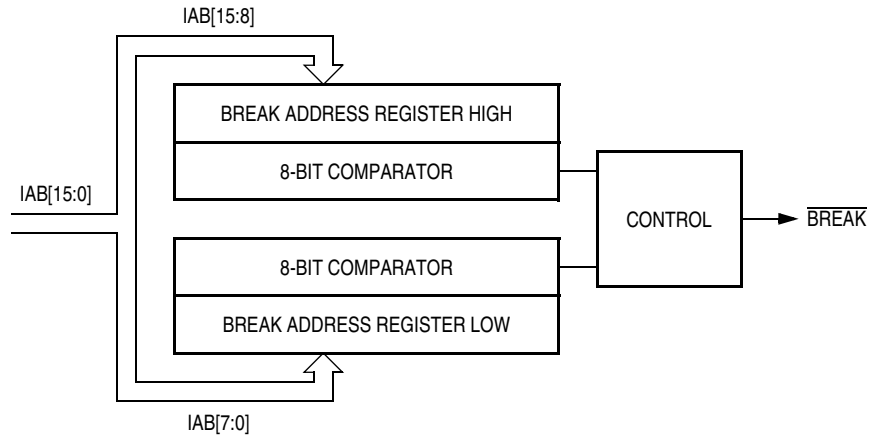 IAB[15:8]
BREAK ADDRESS REGISTER HIGH
8-BIT COMPARATOR
IAB[15:0]
CONTROL
BREAK
8-BIT COMPARATOR
BREAK ADDRESS REGISTER LOW
IAB[7:0]